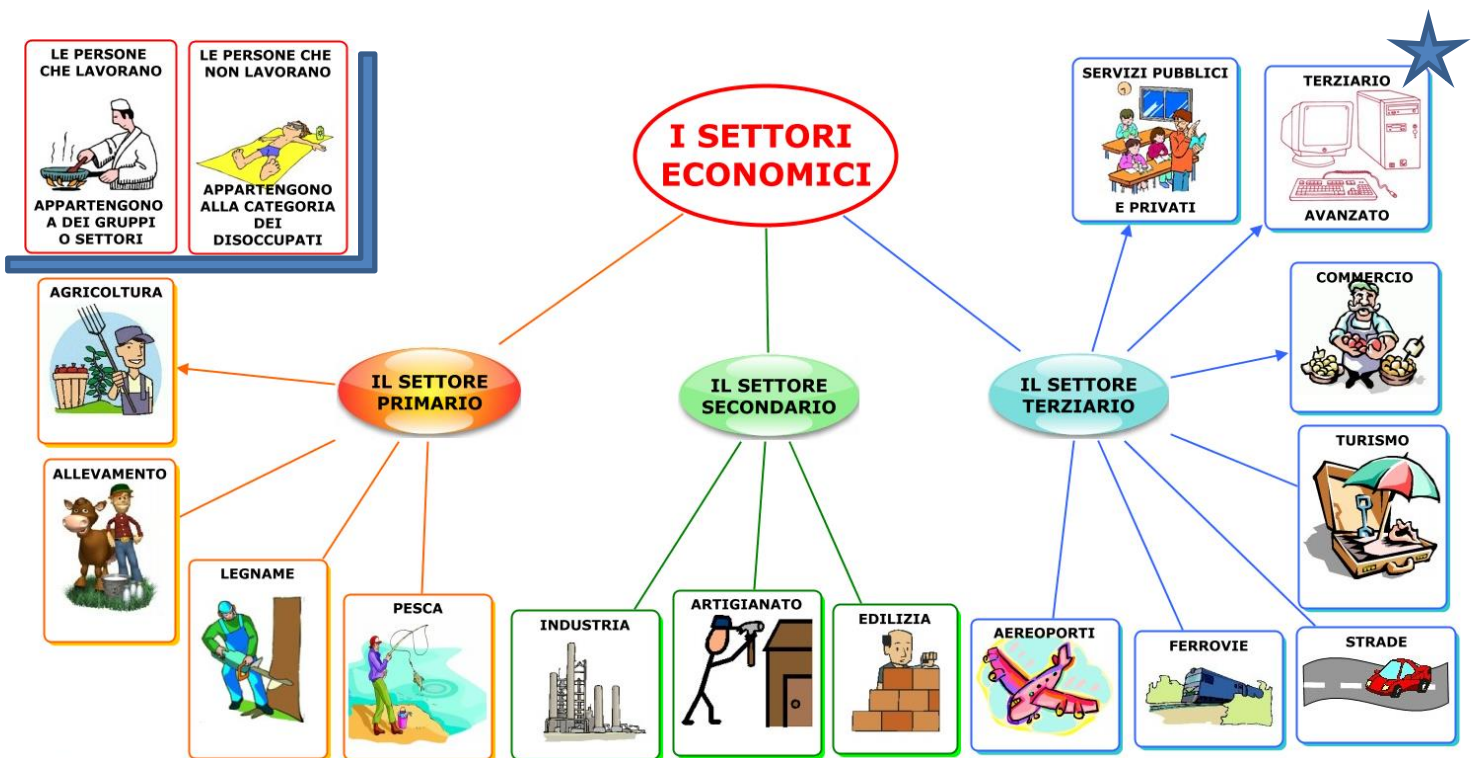 LE PERSONE
CHE LAVORANO
APPARTENGONO
A DEI GRUPPI
O SETTORI
LE PERSONE CHE
NON LAVORANO
APPARTENGONO
ALLA CATEGORIA
DEI
DISOCCUPATI
I SETTORI
ECONOMICI
SERVIZI PUBBLICI
E PRIVATI
TERZIARIO
AVANZATO
AGRICOLTURA
COMMERCIO
IL SETTORE
PRIMARIO
IL SETTORE
SECONDARIO
IL SETTORE
TERZIARIO
ALLEVAMENTO
TURISMO
LEGNAME
PESCA
INDUSTRIA
ARTIGIANATO
EDILIZIA
AEREOPORTI
FERROVIE
STRADE